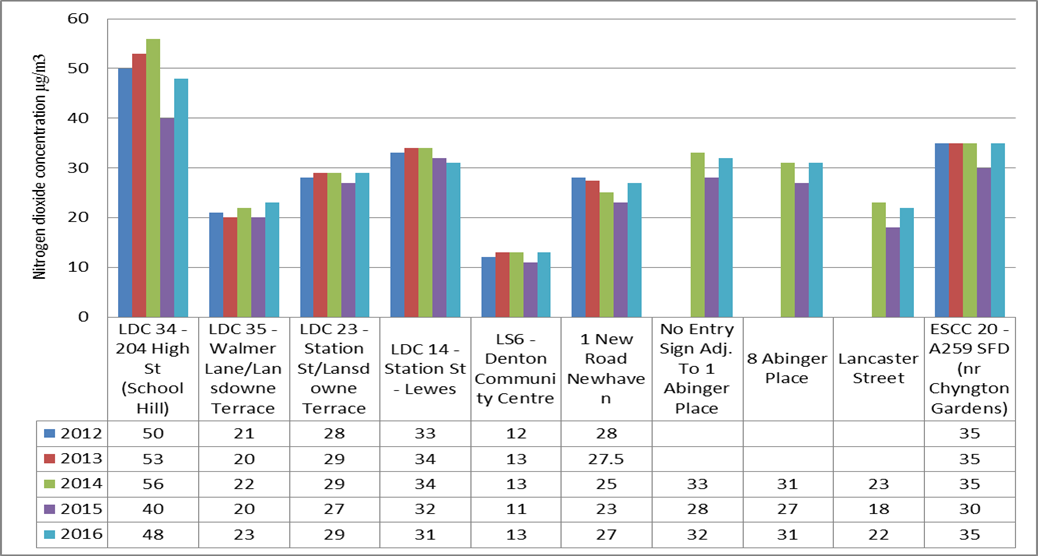 Nitrogen dioxide concentration µg/m3
60
50
40
30
20
10
0
LDC 34 -
204 High
St
(School
Hill)
LDC 35 -
Walmer
Lane/Lan
sdowne
Terrace
LDC 23 -
Station
St/Lansd
owne
Terrace
LDC 14 -
Station St
- Lewes
LS6 -
Denton
Communi
ty Centre
1 New
Road
Newhave
n
No Entry
Sign Adj.
To 1
Abinger
Place
8 Abinger
Place
Lancaster
Street
ESCC 20 -
A259 SFD
(nr
Chyngton
Gardens)
2012 50 21 28 33 12 28 35
2013 53 20 29 34 13 27.5 35
2014 56 22 29 34 13 25 33 31 23 35
2015 40 20 27 32 11 23 28 27 18 30
2016 48 23 29 31 13 27 32 31 22 35